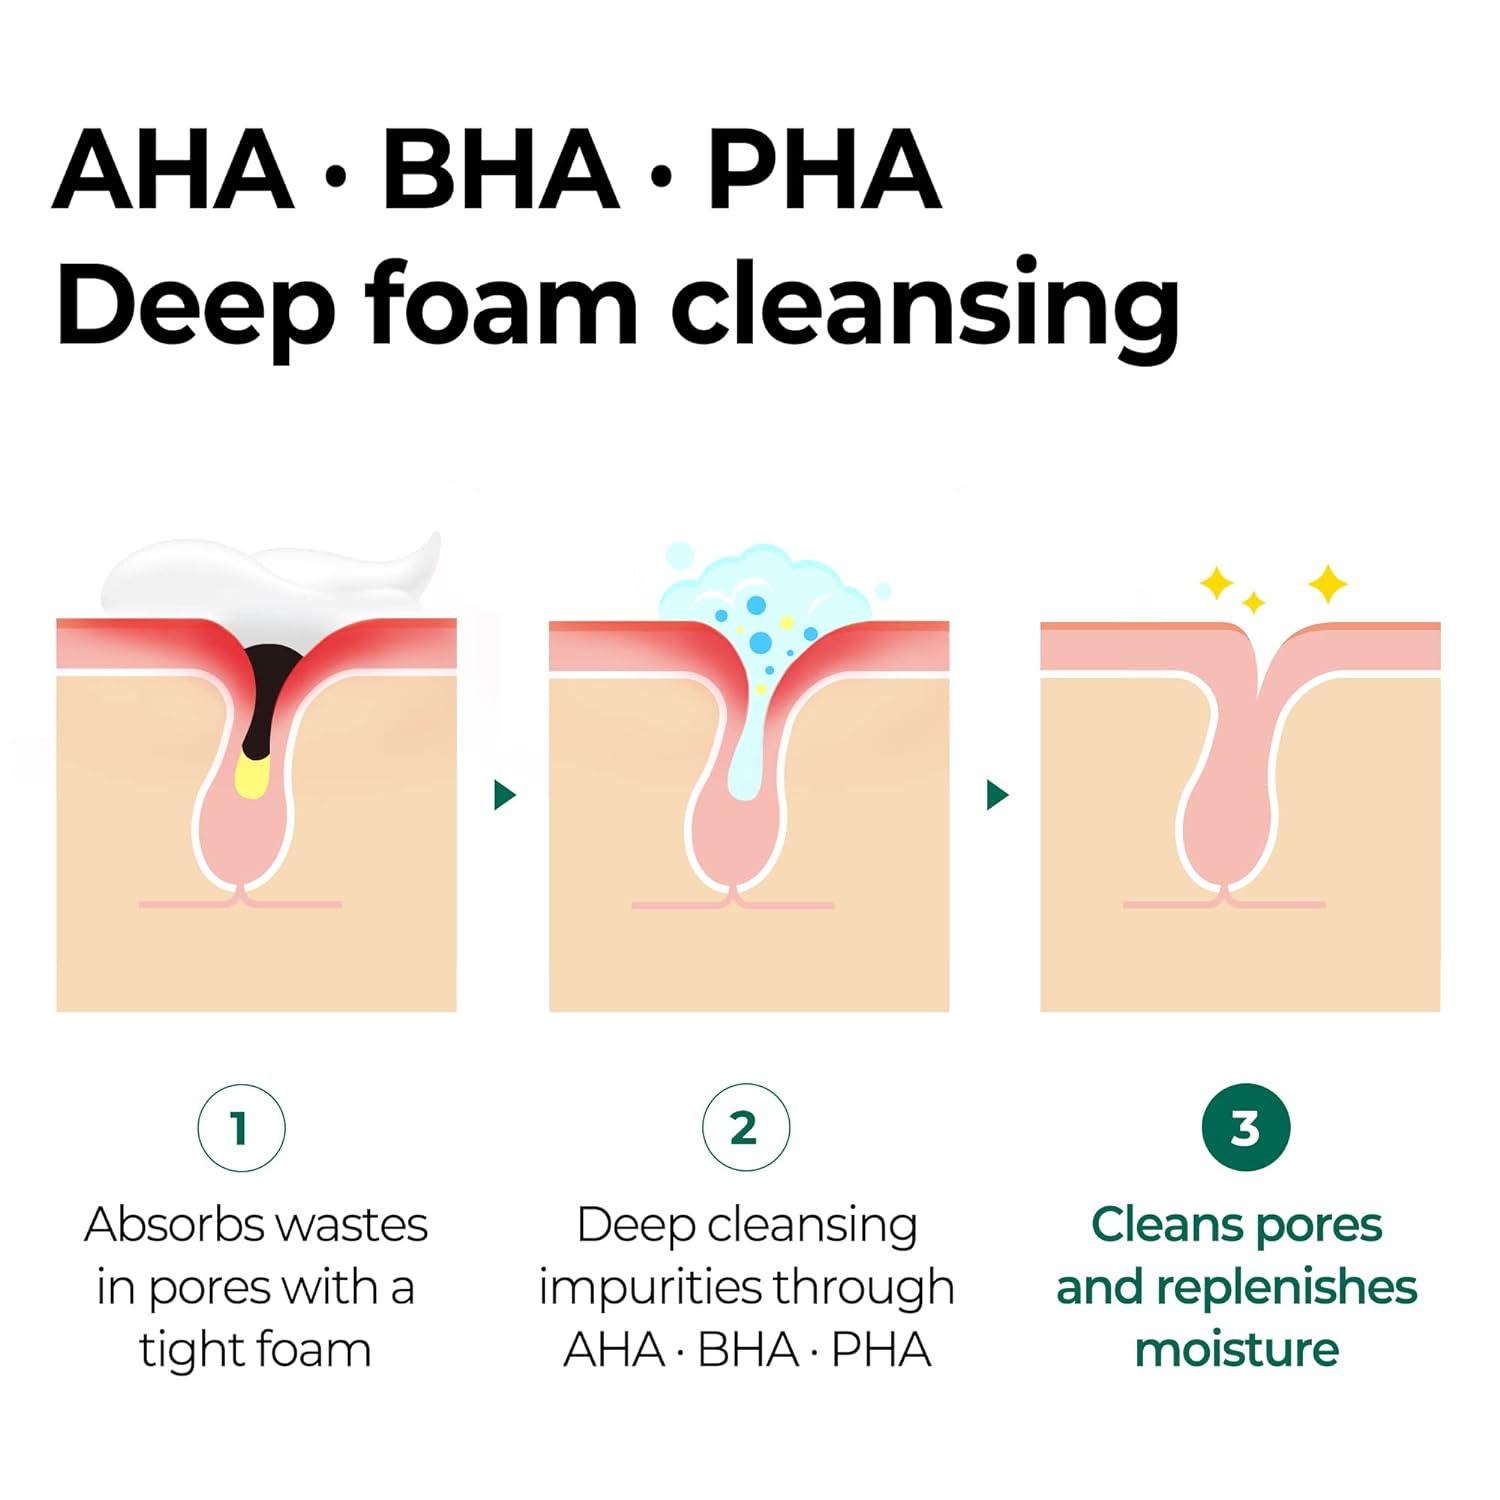 AHA · BHA · PHA
Deep foam cleansing
1
Absorbs wastes
in pores with a
tight foam
2
Deep cleansing
impurities through
AHA · BHA · PHA
3
Cleans pores
and replenishes
moisture